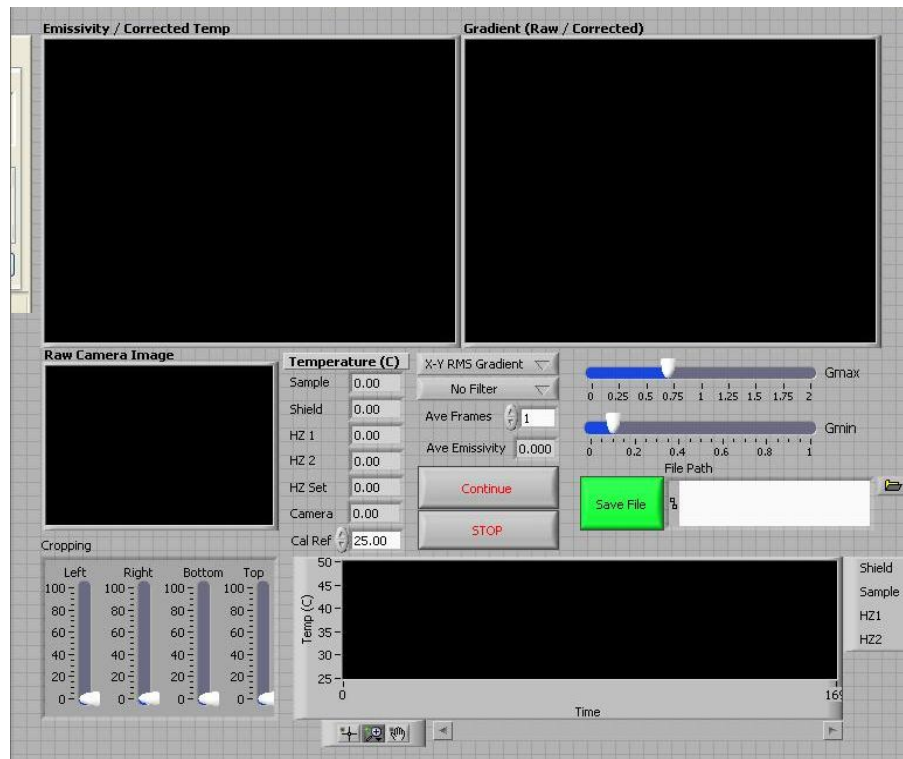 Emissivity / Corrected Temp
Gradient (Raw / Corrected)
Raw Camera Image
Temperature (C)
Sample 0.00
Shield 0.00
HZ 1 0.00
HZ 2 0.00
HZ Set 0.00
Camera 0.00
Cal Ref 25.00
X-Y RMS Gradient
No Filter
Ave Frames 1
Ave Emissivity 0.000
Continue
STOP
Gmax
0 0.25 0.5 0.75 1 1.25 1.5 1.75 2
Gmin
0 0.2 0.4 0.6 0.8 1
File Path
Save File
Cropping
Left Right Bottom Top
100 100 100 100
80 80 80 80
60 60 60 60
40 40 40 40
20 20 20 20
0 0 0 0
Temp (C)
50
45
40
35
30
25
0 169
Time
Shield
Sample
HZ1
HZ2